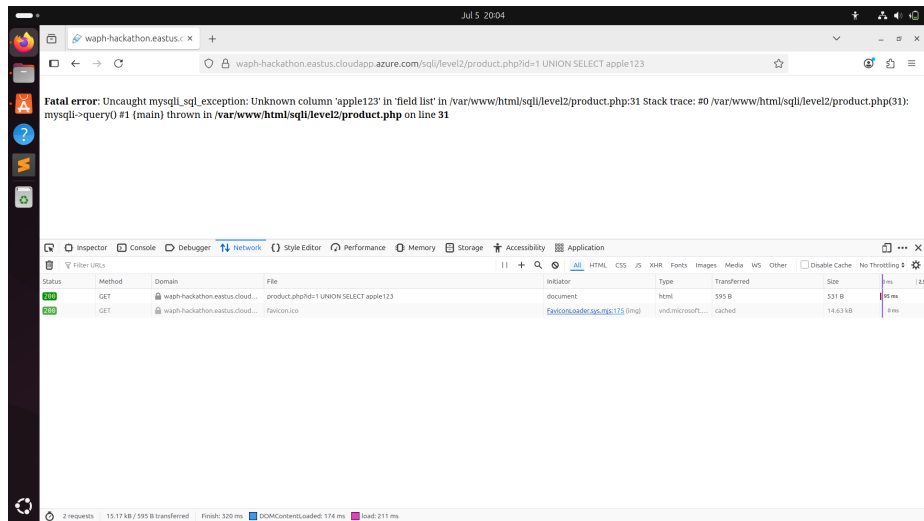 Jul 5 20:04
waph-hackathon.eastus.c
waph-hackathon.eastus.cloudapp.azure.com/sqli/level2/product.php?id=1 UNION SELECT apple123
Fatal error: Uncaught mysqli_sql_exception: Unknown column 'apple123' in 'field list' in /var/www/html/sqli/level2/product.php:31 Stack trace: #0 /var/www/html/sqli/level2/product.php(31):
mysqli->query() #1 {main} thrown in /var/www/html/sqli/level2/product.php on line 31
Inspector Console Debugger Network Style Editor Performance Memory Storage Accessibility Application
Filter URLs All HTML CSS JS XHR Fonts Images Media WS Other Disable Cache No Throttling
Status Method Domain File Initiator Type Transferred Size 0 ms
200 GET waph-hackathon.eastus.cloud... product.php?id=1 UNION SELECT apple123 document html 595 B 531 B 95 ms
200 GET waph-hackathon.eastus.cloud... favicon.ico FaviconLoader.sys.mjs:175 (img) vnd.microsoft.... cached 14.63 kB 0 ms
2 requests 15.17 kB / 595 B transferred Finish: 320 ms DOMContentLoaded: 174 ms load: 211 ms